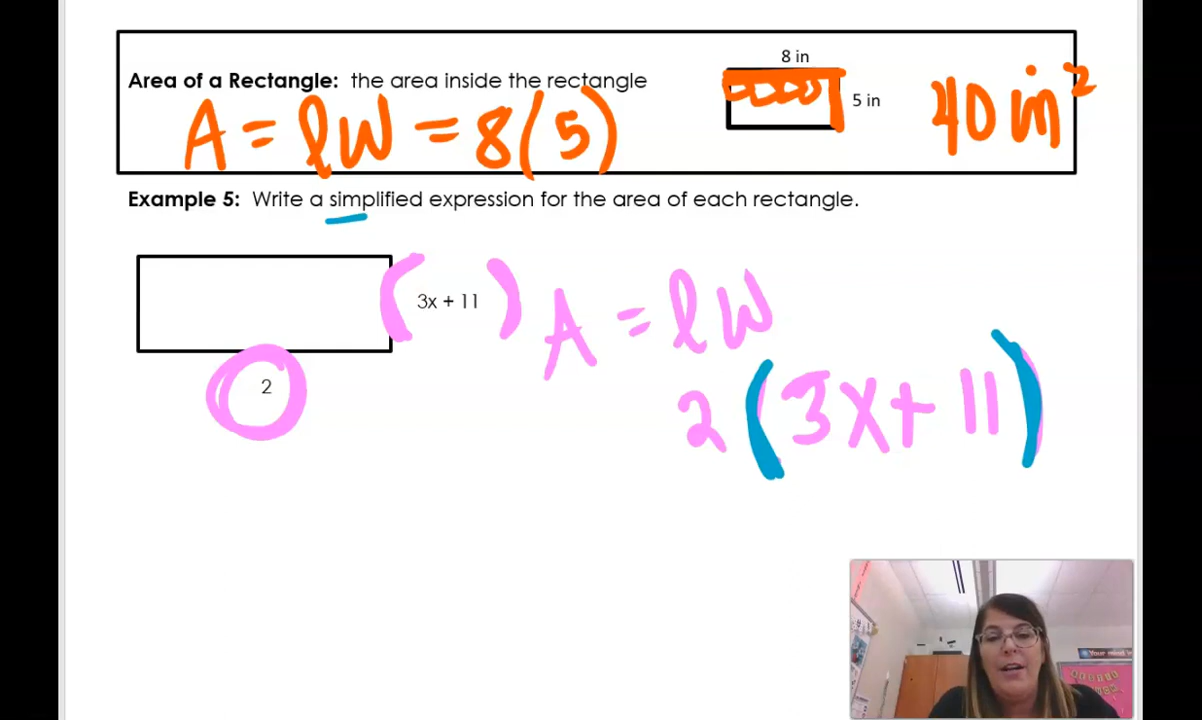 8 in
Area of a Rectangle: the area inside the rectangle
5 in
40 in²
A = lW = 8(5)
Example 5: Write a simplified expression for the area of each rectangle.
( 3x + 11 )
A = lW
2
2(3x + 11)